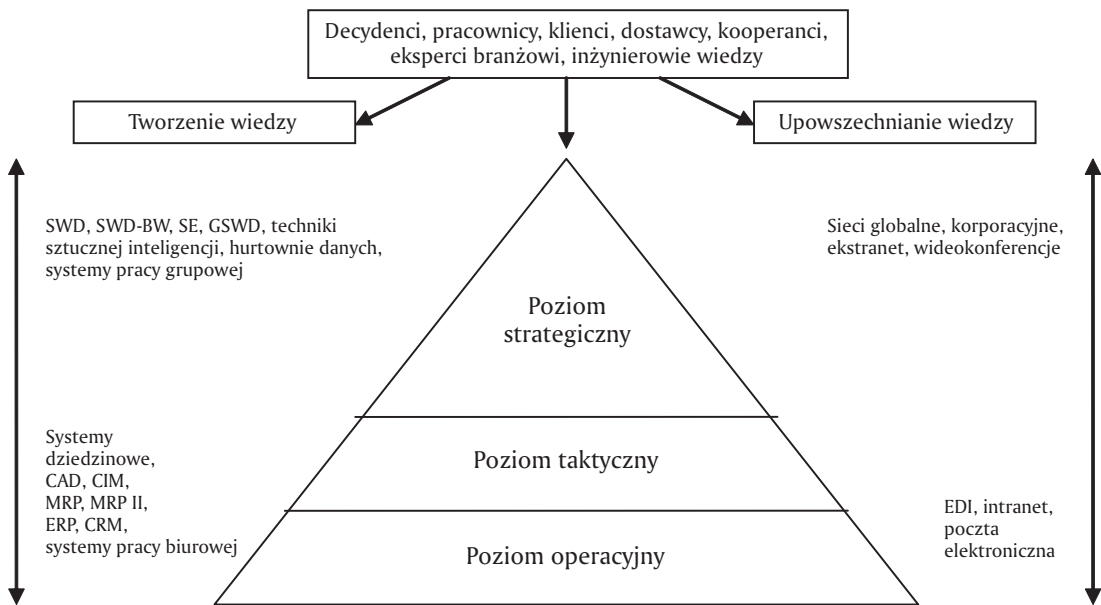 Decydenci, pracownicy, klienci, dostawcy, kooperanci,
eksperci branżowi, inżynierowie wiedzy
Tworzenie wiedzy
Upowszechnianie wiedzy
SWD, SWD-BW, SE, GSWD, techniki
sztucznej inteligencji, hurtownie danych,
systemy pracy grupowej
Sieci globalne, korporacyjne,
ekstranet, wideokonferencje
Poziom
strategiczny
Systemy
dziedzinowe,
CAD, CIM,
MRP, MRP II,
ERP, CRM,
systemy pracy biurowej
Poziom taktyczny
EDI, intranet,
poczta
elektroniczna
Poziom operacyjny